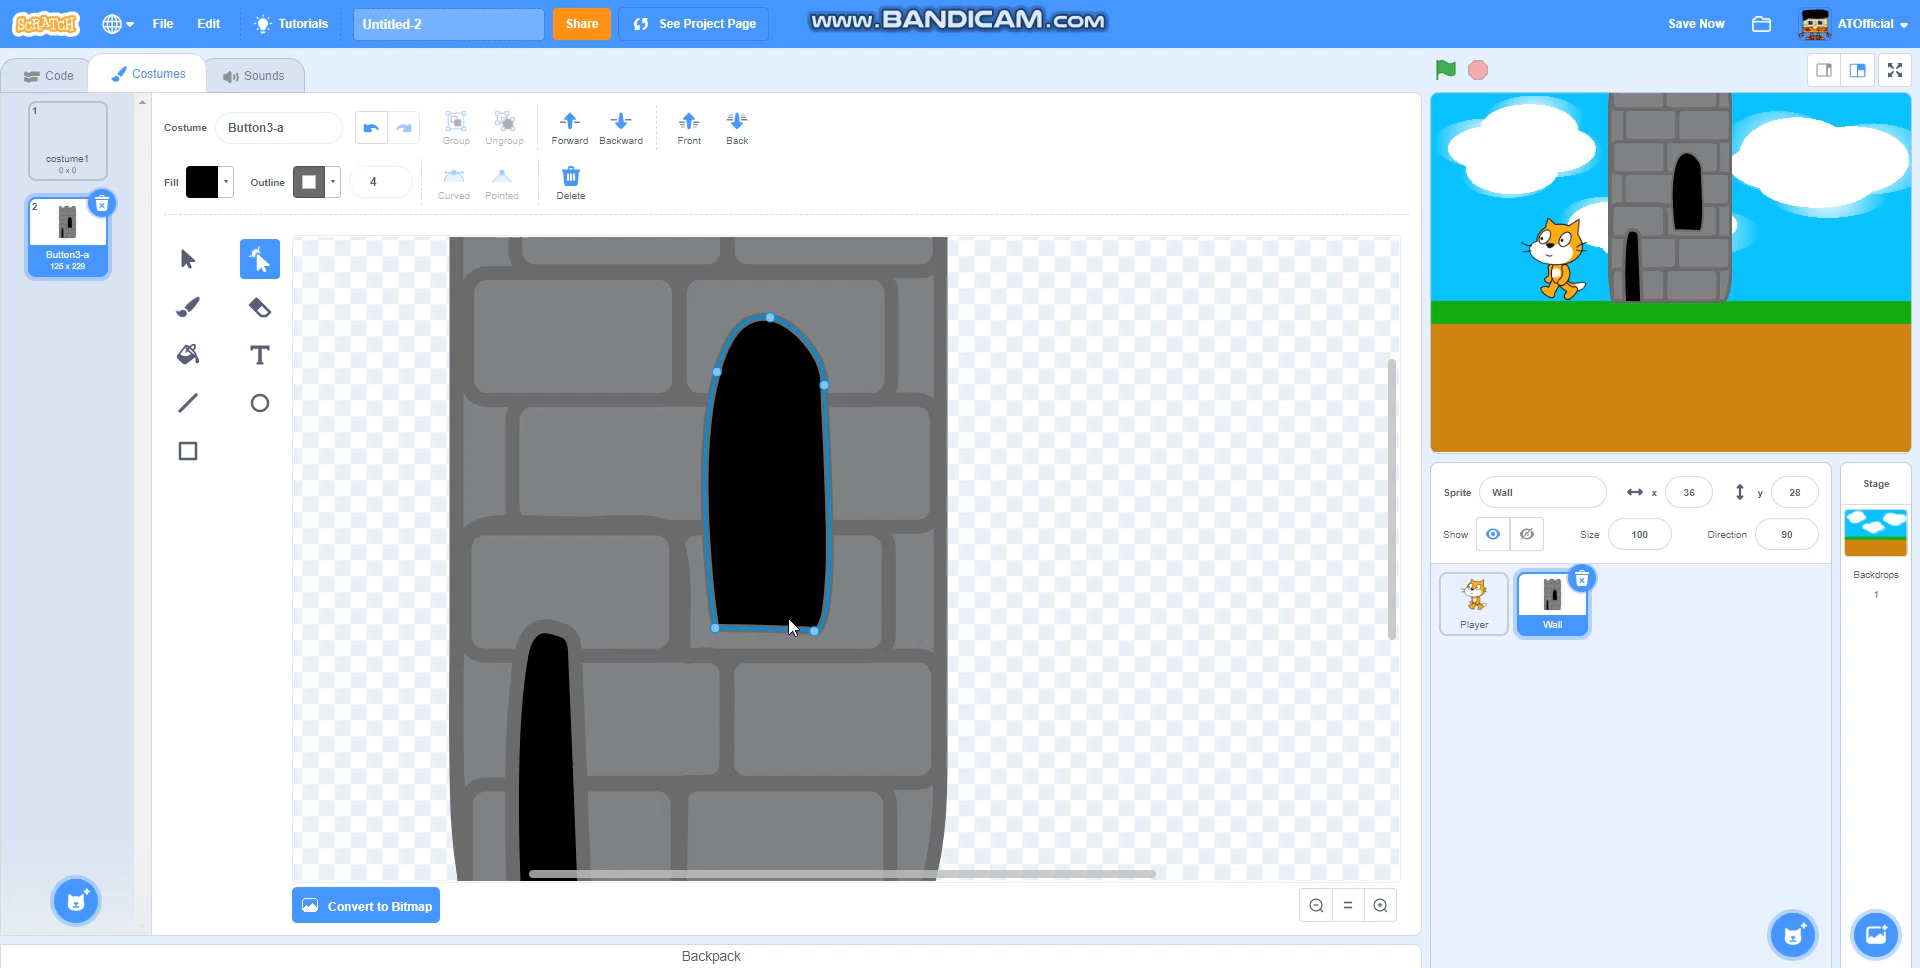 SCRATCH File Edit Tutorials Untitled-2 Share See Project Page www.BANDICAM.com Save Now ATOfficial
Code Costumes Sounds
1
costume1
0 x 0
2
Button3-a
125 x 229
Costume Button3-a Group Ungroup Forward Backward Front Back
Fill Outline 4 Curved Pointed Delete
T
Convert to Bitmap
Backpack
Sprite Wall x 36 y 28
Show Size 100 Direction 90
Player
Wall
Stage
Backdrops
1